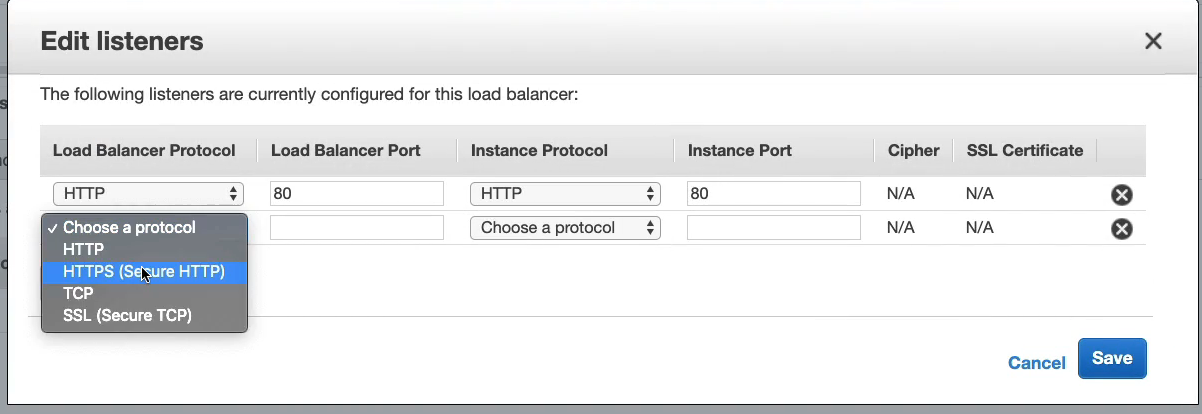 Edit listeners
The following listeners are currently configured for this load balancer:
Load Balancer Protocol Load Balancer Port Instance Protocol Instance Port Cipher SSL Certificate
HTTP 80 HTTP 80 N/A N/A
✓ Choose a protocol Choose a protocol N/A N/A
HTTP
HTTPS (Secure HTTP)
TCP
SSL (Secure TCP)
Cancel Save